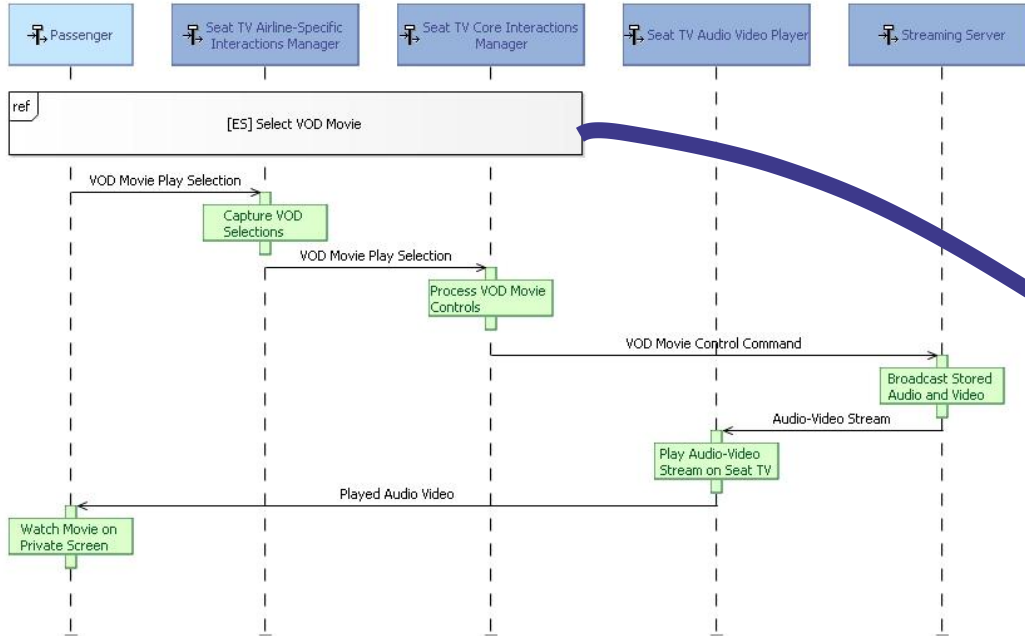 Passenger
Seat TV Airline-Specific
Interactions Manager
Seat TV Core Interactions
Manager
Seat TV Audio Video Player
Streaming Server
ref
[ES] Select VOD Movie
VOD Movie Play Selection
Capture VOD
Selections
VOD Movie Play Selection
Process VOD Movie
Controls
VOD Movie Control Command
Broadcast Stored
Audio and Video
Audio-Video Stream
Play Audio-Video
Stream on Seat TV
Played Audio Video
Watch Movie on
Private Screen